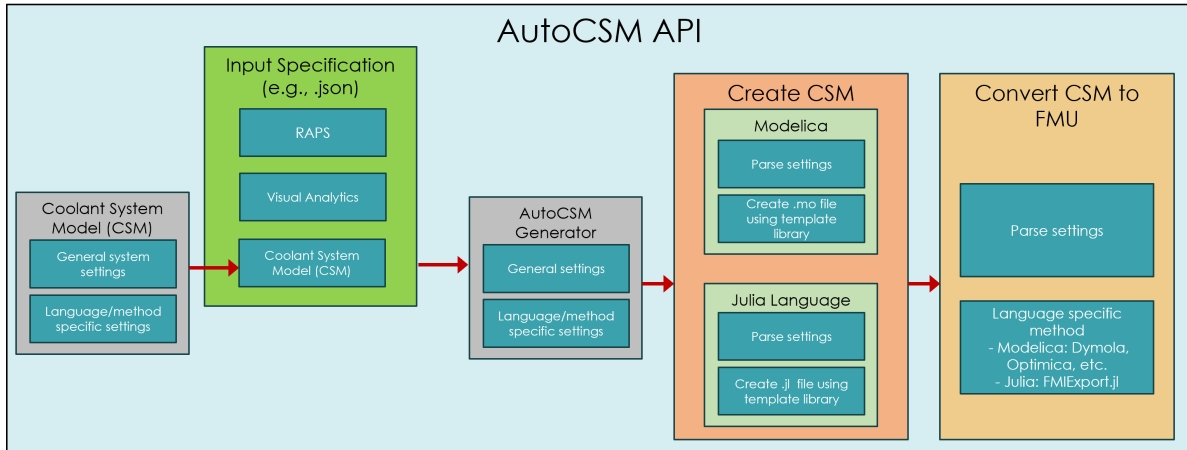 AutoCSM API
Coolant System
Model (CSM)
General system
settings
Language/method
specific settings
Input Specification
(e.g., .json)
RAPS
Visual Analytics
Coolant System
Model (CSM)
AutoCSM
Generator
General settings
Language/method
specific settings
Create CSM
Modelica
Parse settings
Create .mo file
using template
library
Julia Language
Parse settings
Create .jl file using
template library
Convert CSM to
FMU
Parse settings
Language specific
method
- Modelica: Dymola,
Optimica, etc.
- Julia: FMIExport.jl